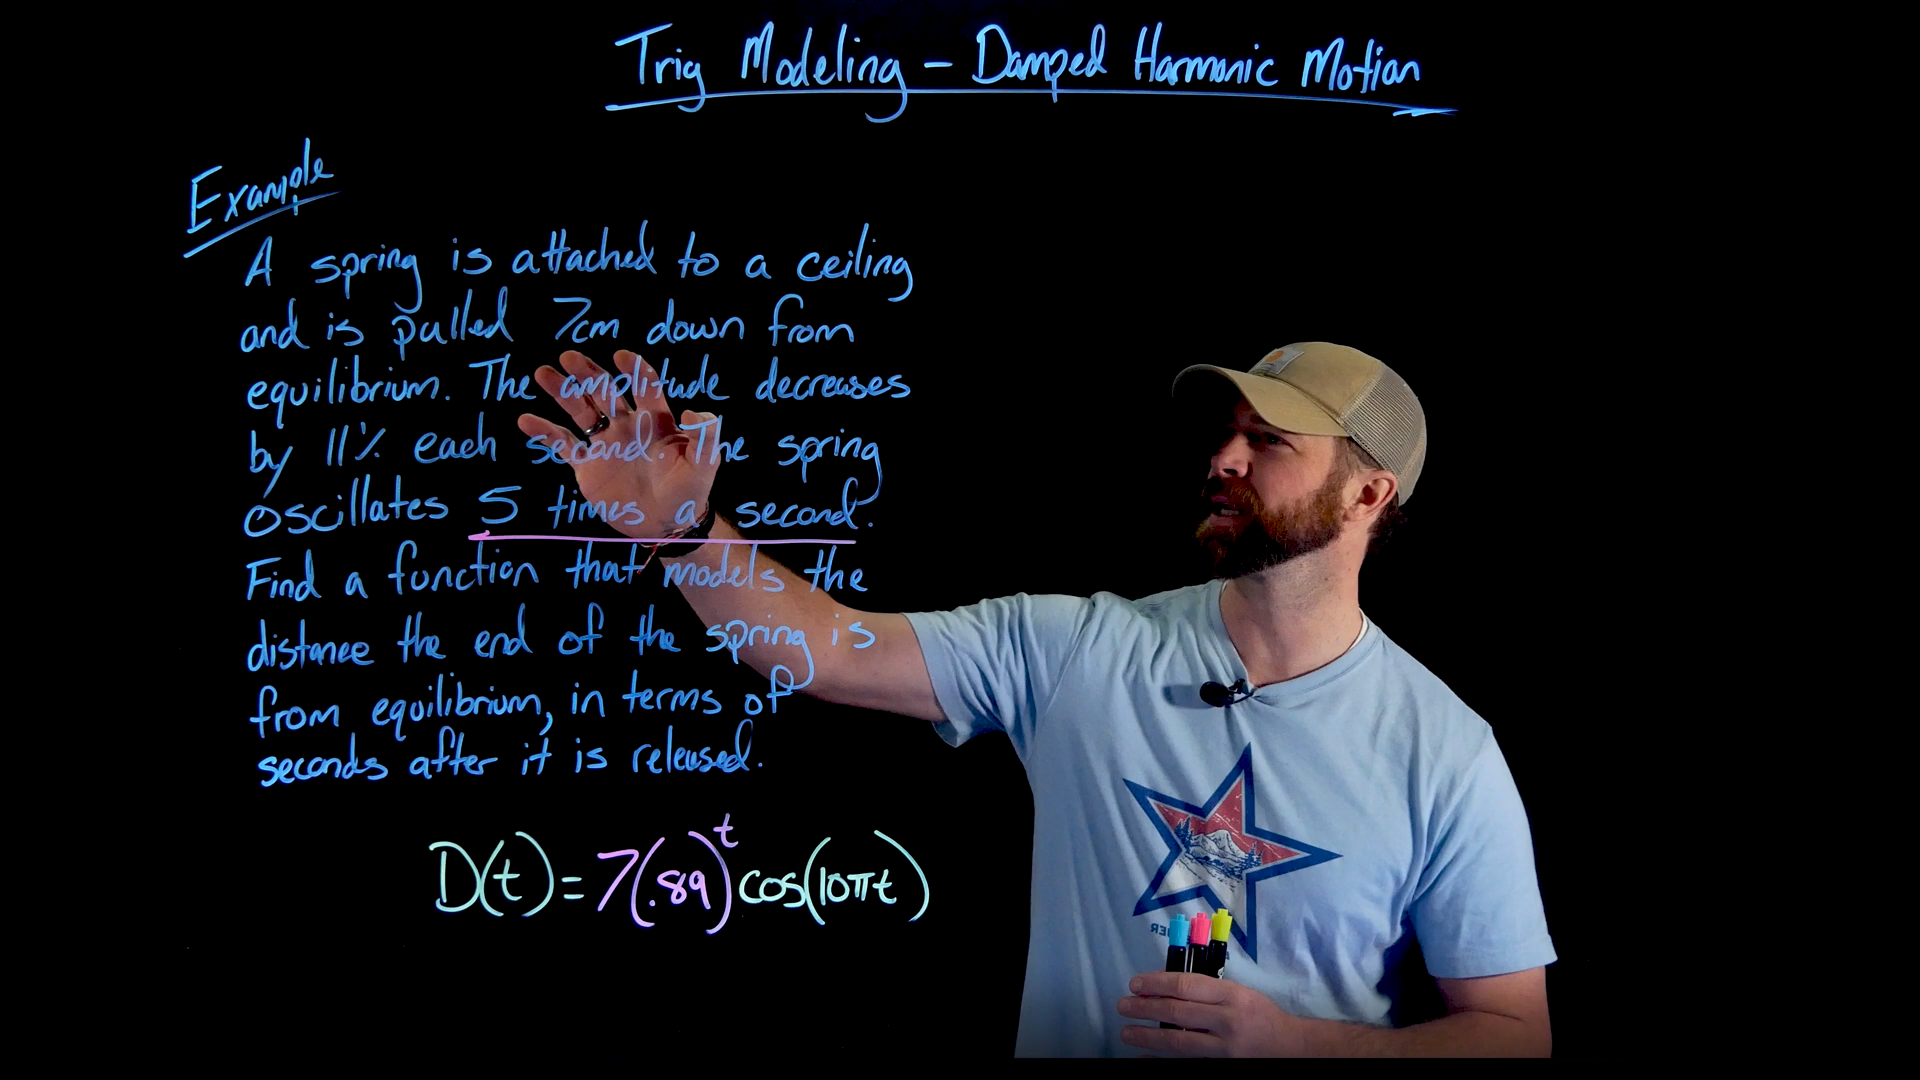 Trig Modeling - Damped Harmonic Motion
Example
A spring is attached to a ceiling
and is pulled 7cm down from
equilibrium. The amplitude decreases
by 11% each second. The spring
oscillates 5 times a second.
Find a function that models the
distance the end of the spring is
from equilibrium, in terms of
seconds after it is released.
D(t) = 7(.89)^t cos(10πt)